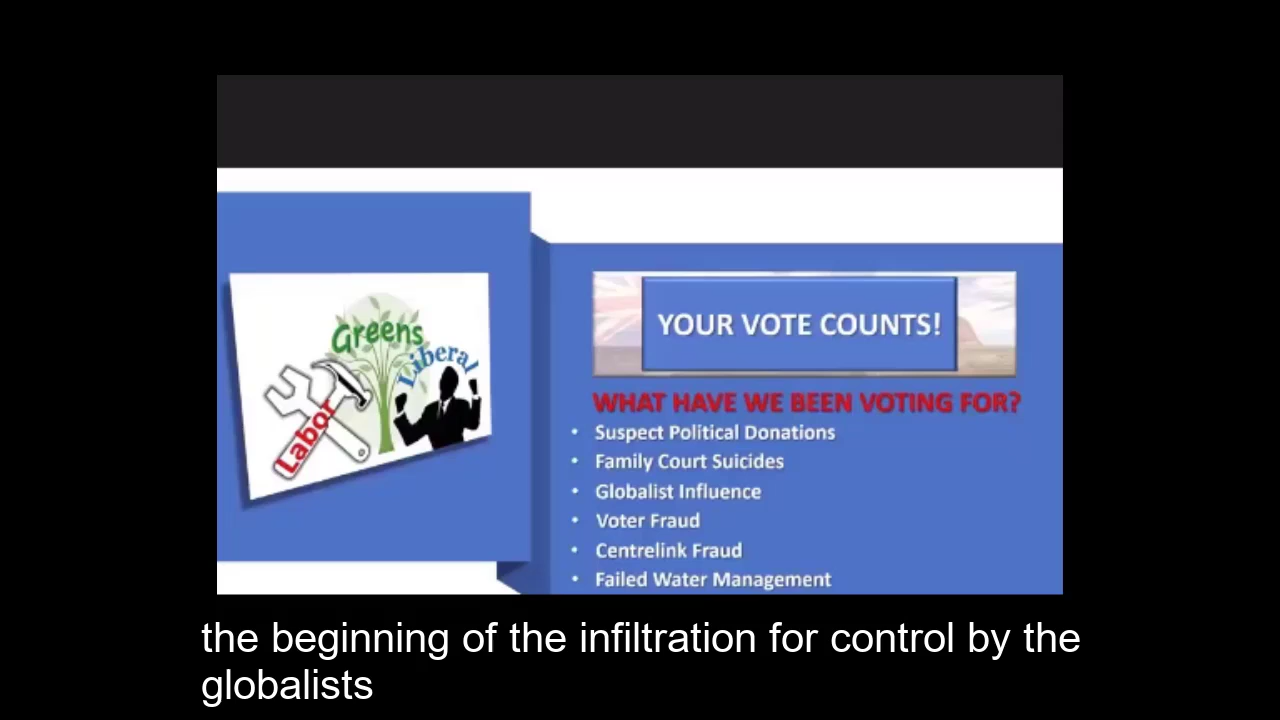 Greens
Liberal
Labor
YOUR VOTE COUNTS!
WHAT HAVE WE BEEN VOTING FOR?
• Suspect Political Donations
• Family Court Suicides
• Globalist Influence
• Voter Fraud
• Centrelink Fraud
• Failed Water Management
the beginning of the infiltration for control by the
globalists